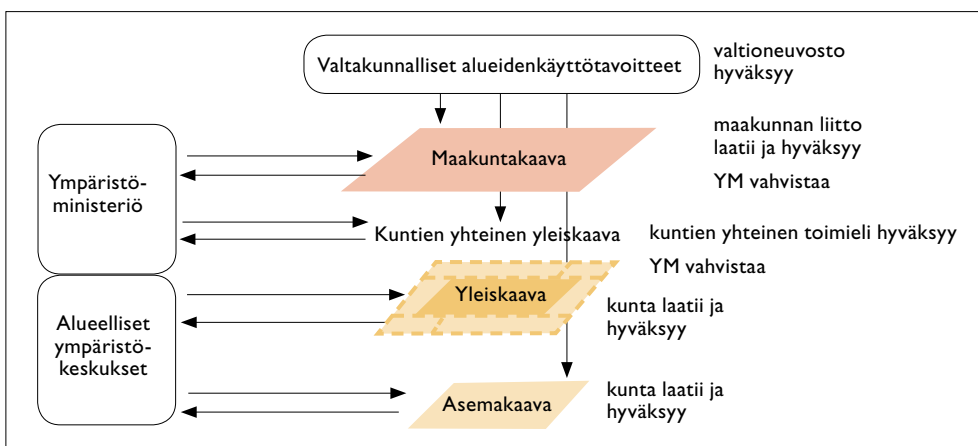 Valtakunnalliset alueidenkäyttötavoitteet
valtioneuvosto
hyväksyy
Ympäristö-
ministeriö
Maakuntakaava
maakunnan liitto
laatii ja hyväksyy
YM vahvistaa
Kuntien yhteinen yleiskaava
kuntien yhteinen toimieli hyväksyy
YM vahvistaa
Alueelliset
ympäristö-
keskukset
Yleiskaava
kunta laatii ja
hyväksyy
Asemakaava
kunta laatii ja
hyväksyy